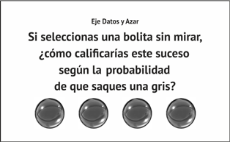 Eje Datos y Azar
Si seleccionas una bolita sin mirar,
¿cómo calificarías este suceso
según la probabilidad
de que saques una gris?